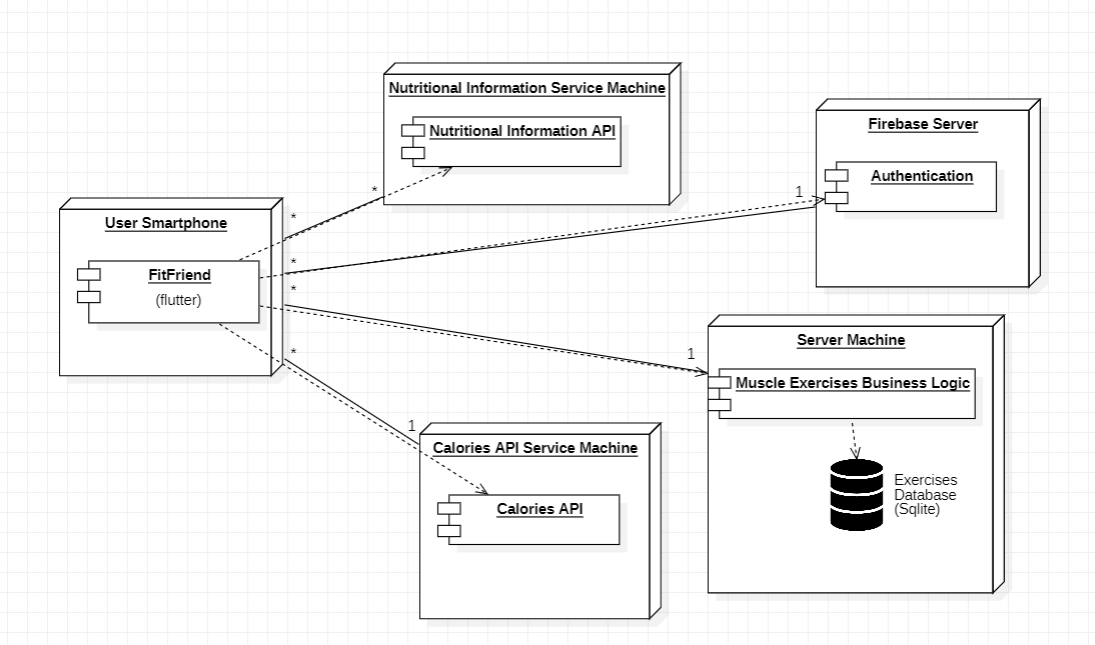 Nutritional Information Service Machine
Nutritional Information API
Firebase Server
Authentication
1
*
*
User Smartphone
FitFriend
(flutter)
*
*
*
1
Server Machine
Muscle Exercises Business Logic
Exercises
Database
(Sqlite)
1
Calories API Service Machine
Calories API